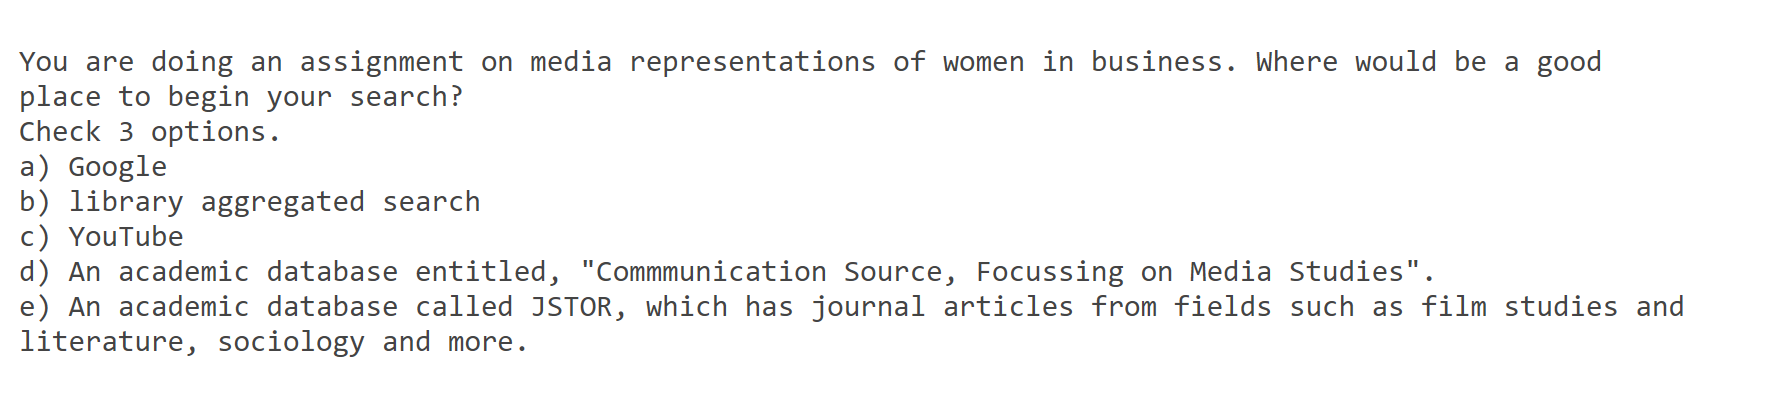 You are doing an assignment on media representations of women in business. Where would be a good
place to begin your search?
Check 3 options.
a) Google
b) library aggregated search
c) YouTube
d) An academic database entitled, "Commmunication Source, Focussing on Media Studies".
e) An academic database called JSTOR, which has journal articles from fields such as film studies and
literature, sociology and more.